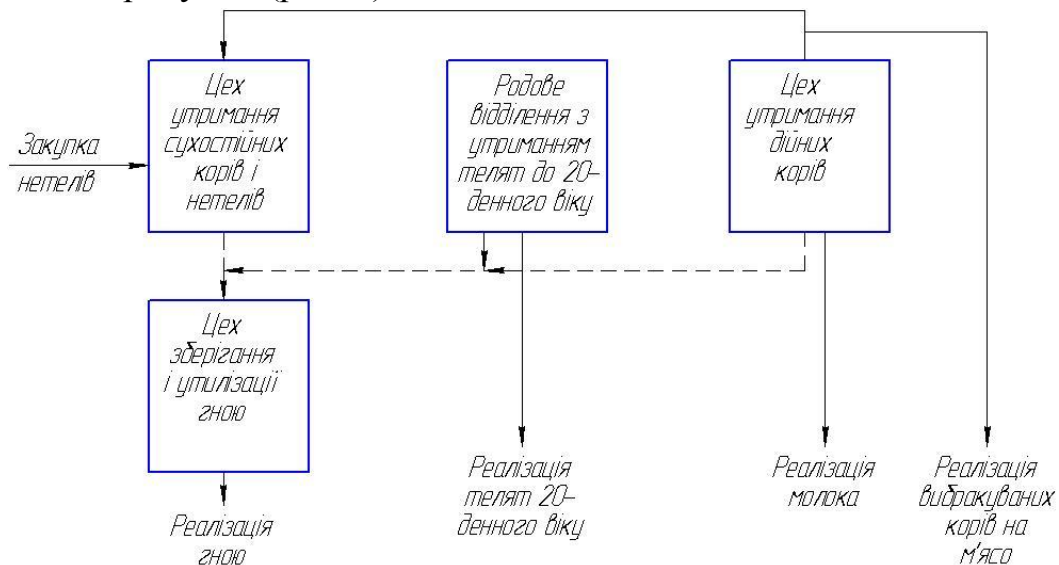 Цех
утримання
сухостійних
корів і
нетелів
Родове
відділення з
утриманням
телят до 20–
денного віку
Цех
утримання
дійних
корів
Закупка
нетелів
Цех
зберігання
і утилізації
гною
Реалізація
гною
Реалізація
телят 20–
денного віку
Реалізація
молока
Реалізація
вибракуваних
корів на
м'ясо